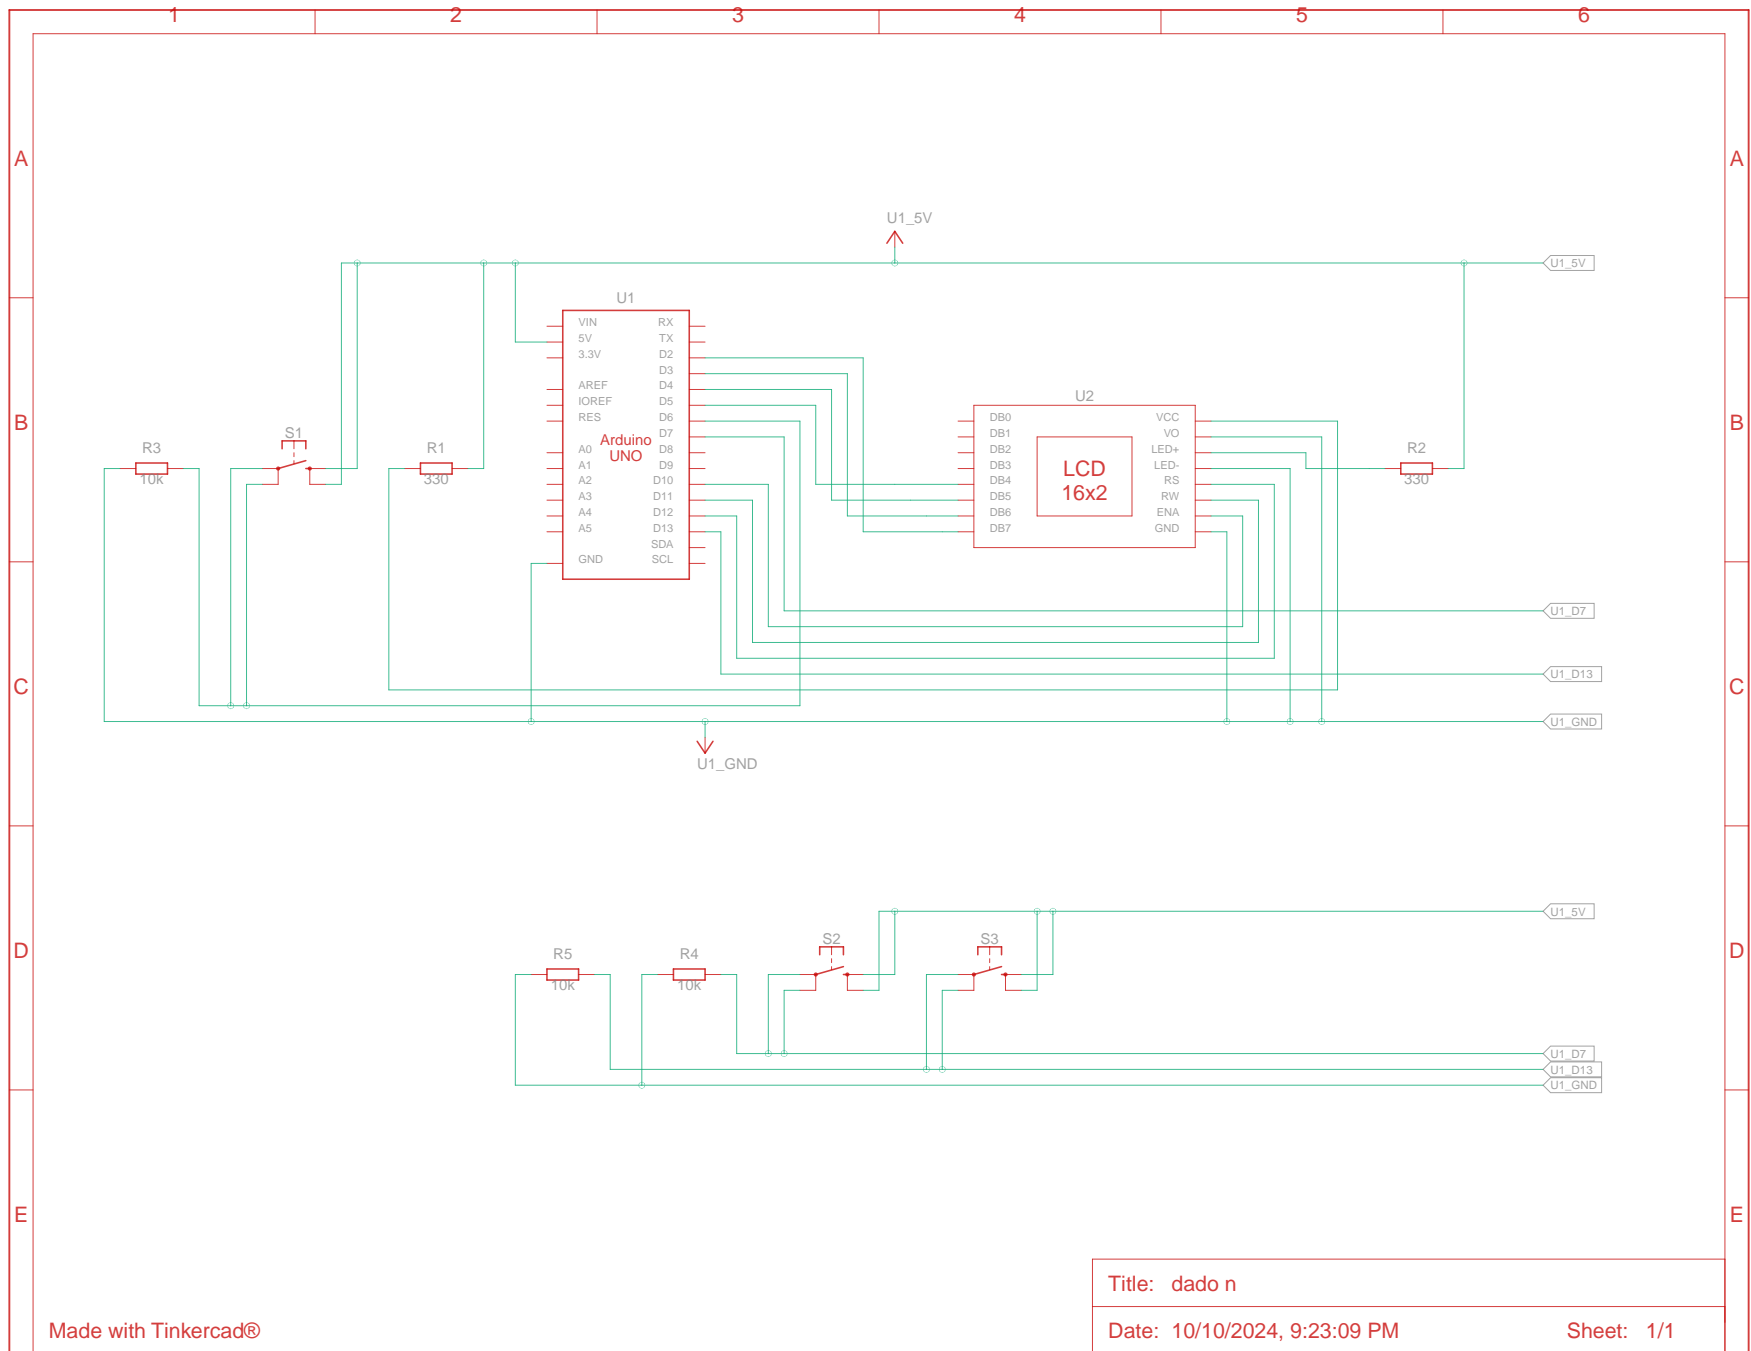 1 2 3 4 5 6
A A
U1_5V
U1_5V
B B
U1
VIN RX
5V TX
3.3V D2
D3
AREF D4
IOREF D5
RES D6
D7
Arduino
UNO
A0 D8
A1 D9
A2 D10
A3 D11
A4 D12
A5 D13
SDA
GND SCL
U2
DB0 VCC
DB1 VO
DB2 LED+
DB3 LED-
DB4 RS
DB5 RW
DB6 ENA
DB7 GND
LCD
16x2
R3
10k
S1
R1
330
R2
330
C C
U1_D7
U1_D13
U1_GND
U1_GND
D D
U1_5V
R5
10k
R4
10k
S2
S3
U1_D7
U1_D13
U1_GND
E E
Title: dado n
Made with Tinkercad®
Date: 10/10/2024, 9:23:09 PM Sheet: 1/1